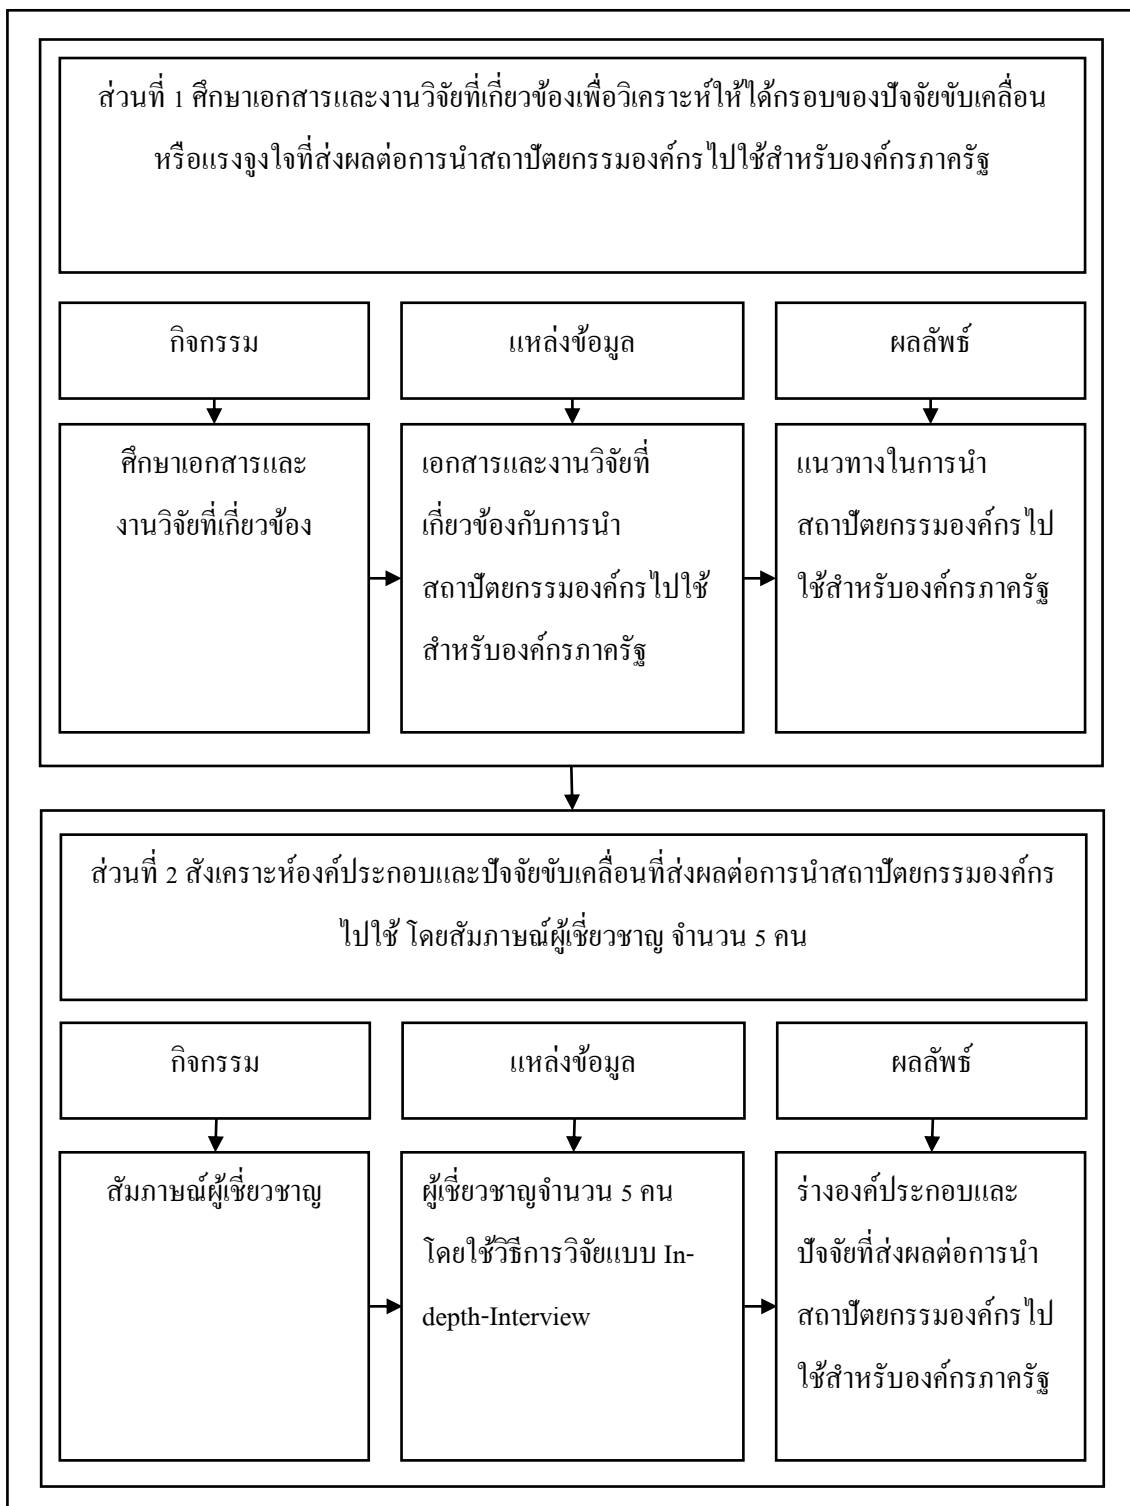 ส่วนที่ 1 ศึกษาเอกสารและงานวิจัยที่เกี่ยวข้องเพื่อวิเคราะห์ให้ได้กรอบของปัจจัยขับเคลื่อน
หรือแรงจูงใจที่ส่งผลต่อการนำสถาปัตยกรรมองค์กรไปใช้สำหรับองค์กรภาครัฐ
กิจกรรม
แหล่งข้อมูล
ผลลัพธ์
ศึกษาเอกสารและ
งานวิจัยที่เกี่ยวข้อง
เอกสารและงานวิจัยที่
เกี่ยวข้องกับการนำ
สถาปัตยกรรมองค์กรไปใช้
สำหรับองค์กรภาครัฐ
แนวทางในการนำ
สถาปัตยกรรมองค์กรไป
ใช้สำหรับองค์กรภาครัฐ
ส่วนที่ 2 สังเคราะห์องค์ประกอบและปัจจัยขับเคลื่อนที่ส่งผลต่อการนำสถาปัตยกรรมองค์กร
ไปใช้ โดยสัมภาษณ์ผู้เชี่ยวชาญ จำนวน 5 คน
กิจกรรม
แหล่งข้อมูล
ผลลัพธ์
สัมภาษณ์ผู้เชี่ยวชาญ
ผู้เชี่ยวชาญจำนวน 5 คน
โดยใช้วิธีการวิจัยแบบ In-
depth-Interview
ร่างองค์ประกอบและ
ปัจจัยที่ส่งผลต่อการนำ
สถาปัตยกรรมองค์กรไป
ใช้สำหรับองค์กรภาครัฐ